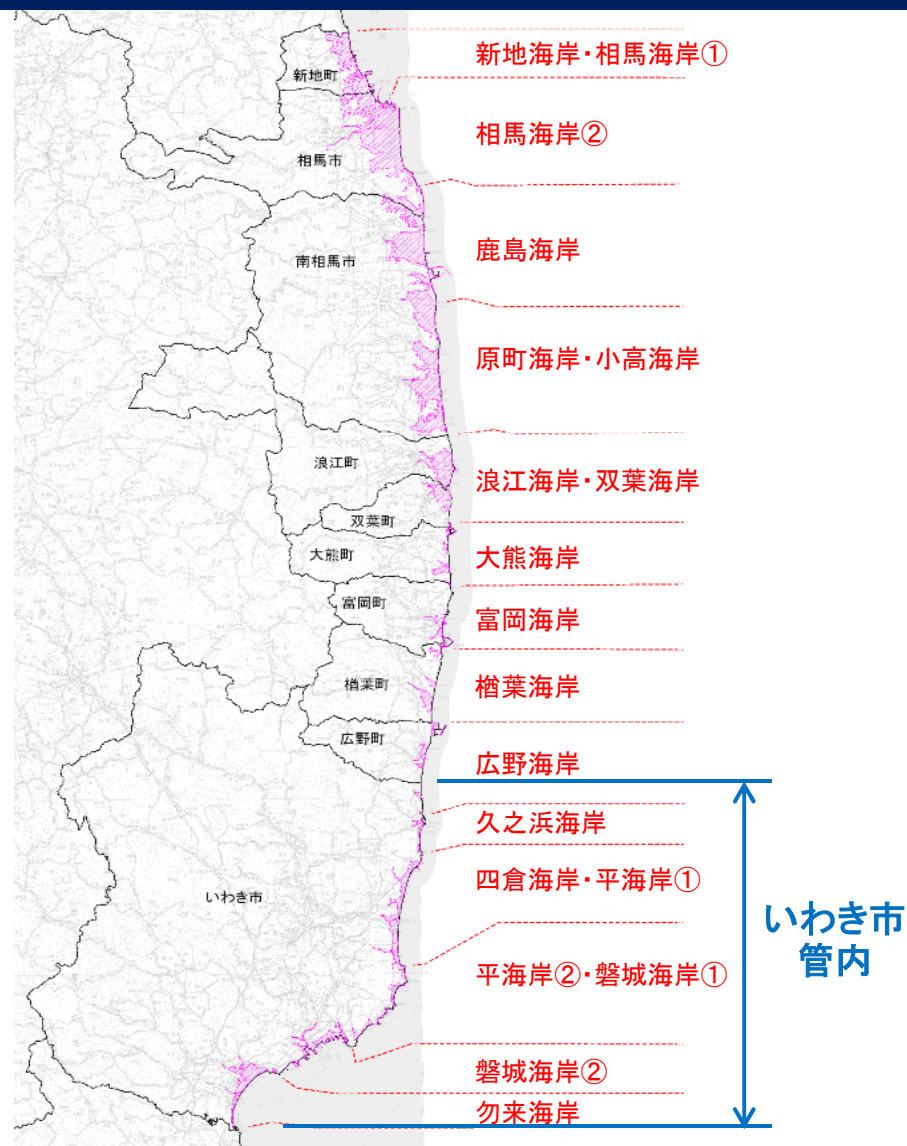 新地海岸・相馬海岸①
新地町
相馬海岸②
相馬市
鹿島海岸
南相馬市
原町海岸・小高海岸
浪江町
浪江海岸・双葉海岸
双葉町
大熊町
大熊海岸
富岡町
富岡海岸
楢葉町
楢葉海岸
広野町
広野海岸
久之浜海岸
四倉海岸・平海岸①
いわき市
いわき市
管内
平海岸②・磐城海岸①
磐城海岸②
勿来海岸